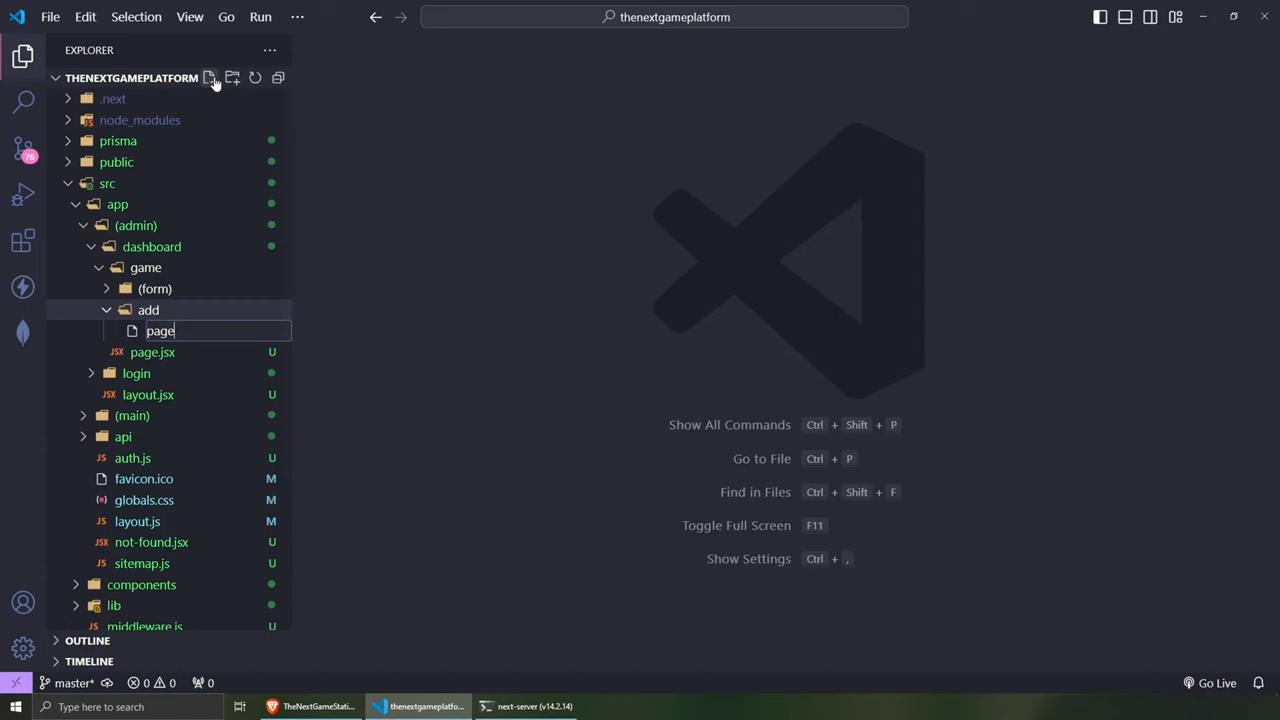 File Edit Selection View Go Run ···
thenextgameplatform
EXPLORER
THENEXTGAMEPLATFORM
.next
node_modules
prisma
public
src
app
(admin)
dashboard
game
(form)
add
page
page.jsx U
login
layout.jsx U
(main)
api
auth.js U
favicon.ico M
globals.css M
layout.js M
not-found.jsx U
sitemap.js U
components
lib
middleware.js U
OUTLINE
TIMELINE
76
Show All Commands Ctrl + Shift + P
Go to File Ctrl + P
Find in Files Ctrl + Shift + F
Toggle Full Screen F11
Show Settings Ctrl + ,
master* 0 0 0 Go Live
Type here to search TheNextGameStati... thenextgameplatfo... next-server (v14.2.14)